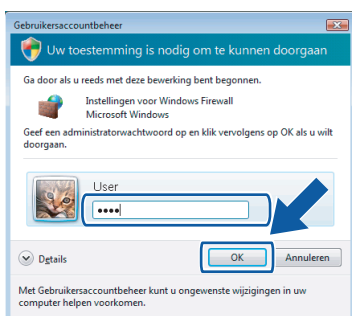 Gebruikersaccountbeheer
Uw toestemming is nodig om te kunnen doorgaan
Ga door als u reeds met deze bewerking bent begonnen.
Instellingen voor Windows Firewall
Microsoft Windows
Geef een administratorwachtwoord op en klik vervolgens op OK als u wilt
doorgaan.
User
••••
Details
OK
Annuleren
Met Gebruikersaccountbeheer kunt u ongewenste wijzigingen in uw
computer helpen voorkomen.